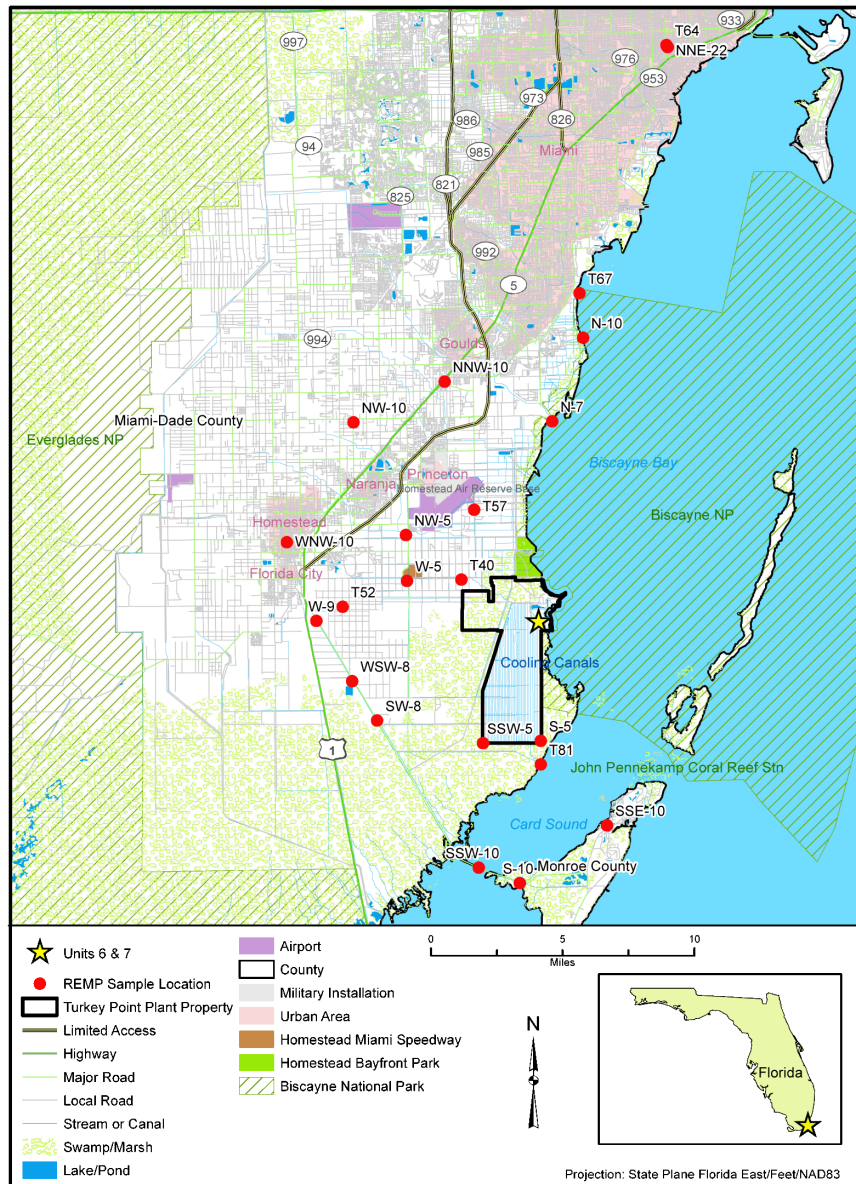 933
T64
NNE-22
997
976
953
973
986
826
94
985
Miami
821
825
992
5
T67
994
N-10
Goulds
NNW-10
NW-10
N-7
Miami-Dade County
Everglades NP
Biscayne Bay
Princeton
Naranja
Homestead Air Reserve Base
T57
Biscayne NP
Homestead
NW-5
WNW-10
W-5
T40
Florida City
T52
W-9
Cooling Canals
WSW-8
SW-8
SSW-5
S-5
1
T81
John Pennekamp Coral Reef Stn
SSE-10
Card Sound
SSW-10
S-10
Monroe County
Units 6 & 7
REMP Sample Location
Turkey Point Plant Property
Limited Access
Highway
Major Road
Local Road
Stream or Canal
Swamp/Marsh
Lake/Pond
Airport
County
Military Installation
Urban Area
Homestead Miami Speedway
Homestead Bayfront Park
Biscayne National Park
0 5 10
Miles
N
Florida
Projection: State Plane Florida East/Feet/NAD83